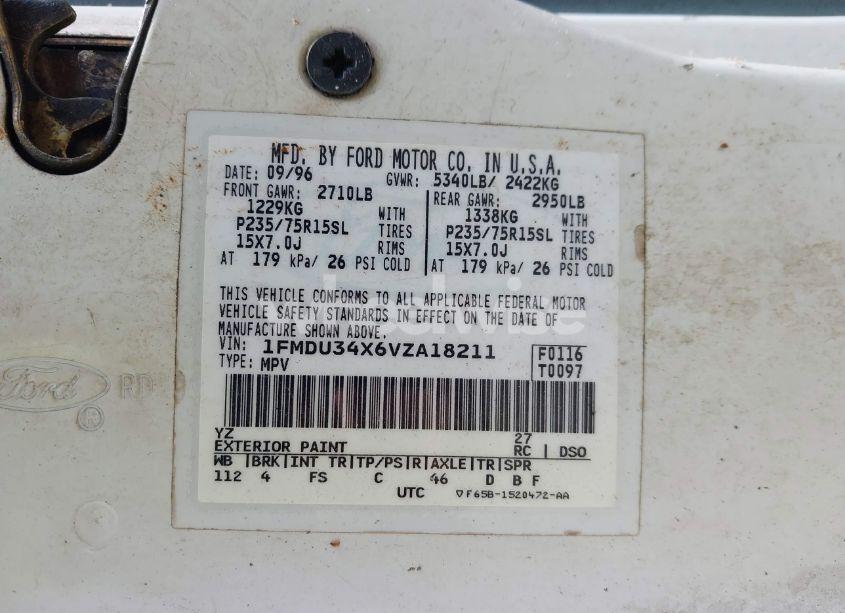 MFD. BY FORD MOTOR CO. IN U.S.A.
DATE: 09/96 GVWR: 5340LB/ 2422KG
FRONT GAWR: 2710LB REAR GAWR: 2950LB
1229KG WITH 1338KG WITH
P235/75R15SL TIRES P235/75R15SL TIRES
15X7.0J RIMS 15X7.0J RIMS
AT 179 kPa/ 26 PSI COLD AT 179 kPa/ 26 PSI COLD
THIS VEHICLE CONFORMS TO ALL APPLICABLE FEDERAL MOTOR
VEHICLE SAFETY STANDARDS IN EFFECT ON THE DATE OF
MANUFACTURE SHOWN ABOVE.
VIN: 1FMDU34X6VZA18211 F0116
TYPE: MPV T0097
Ford ® RD
YZ 27
EXTERIOR PAINT RC | DSO
WB |BRK|INT TR|TP/PS|R|AXLE|TR|SPR
112 4 FS C 46 D B F
UTC ▽F65B-1520472-AA